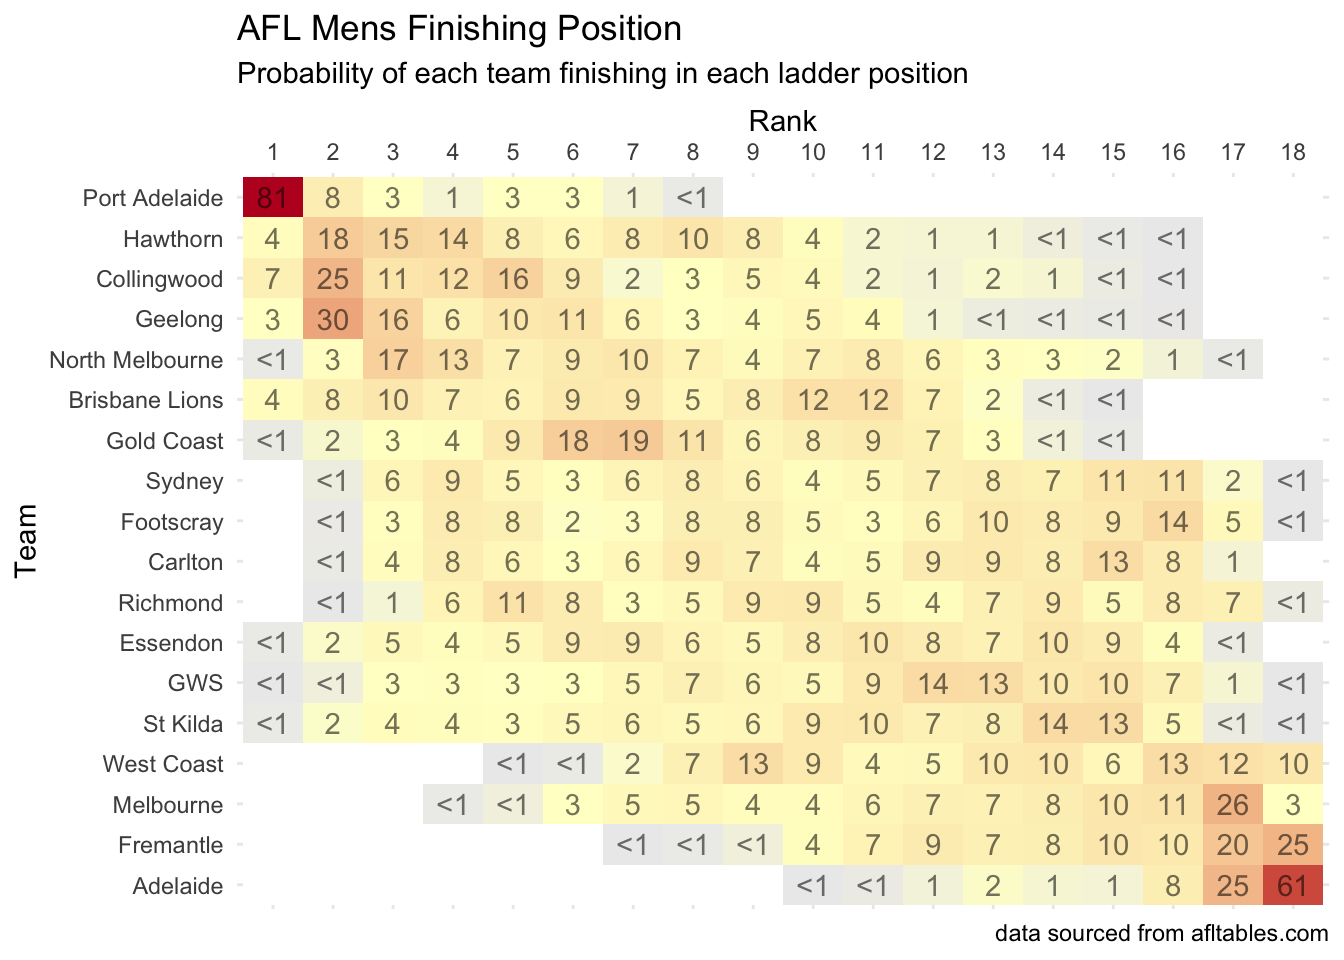 AFL Mens Finishing Position
Probability of each team finishing in each ladder position
Rank
1 2 3 4 5 6 7 8 9 10 11 12 13 14 15 16 17 18
Team
Port Adelaide 81 8 3 1 3 3 1 <1
Hawthorn 4 18 15 14 8 6 8 10 8 4 2 1 1 <1 <1 <1
Collingwood 7 25 11 12 16 9 2 3 5 4 2 1 2 1 <1 <1
Geelong 3 30 16 6 10 11 6 3 4 5 4 1 <1 <1 <1 <1
North Melbourne <1 3 17 13 7 9 10 7 4 7 8 6 3 3 2 1 <1
Brisbane Lions 4 8 10 7 6 9 9 5 8 12 12 7 2 <1 <1
Gold Coast <1 2 3 4 9 18 19 11 6 8 9 7 3 <1 <1
Sydney <1 6 9 5 3 6 8 6 4 5 7 8 7 11 11 2 <1
Footscray <1 3 8 8 2 3 8 8 5 3 6 10 8 9 14 5 <1
Carlton <1 4 8 6 3 6 9 7 4 5 9 9 8 13 8 1
Richmond <1 1 6 11 8 3 5 9 9 5 4 7 9 5 8 7 <1
Essendon <1 2 5 4 5 9 9 6 5 8 10 8 7 10 9 4 <1
GWS <1 <1 3 3 3 3 5 7 6 5 9 14 13 10 10 7 1 <1
St Kilda <1 2 4 4 3 5 6 5 6 9 10 7 8 14 13 5 <1 <1
West Coast <1 <1 2 7 13 9 4 5 10 10 6 13 12 10
Melbourne <1 <1 3 5 5 4 4 6 7 7 8 10 11 26 3
Fremantle <1 <1 <1 4 7 9 7 8 10 10 20 25
Adelaide <1 <1 1 2 1 1 8 25 61
data sourced from afltables.com